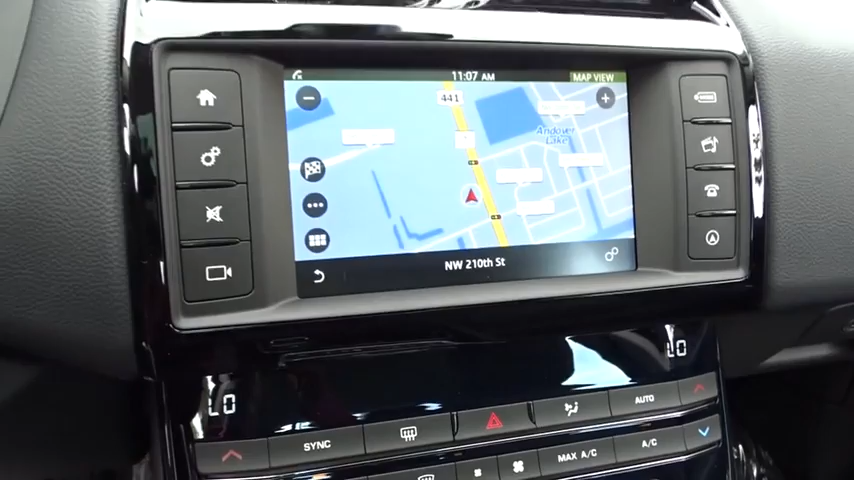 11:07 AM
MAP VIEW
441
Andover
Lake
NW 210th St
LO
LO
SYNC
AUTO
MAX A/C
A/C